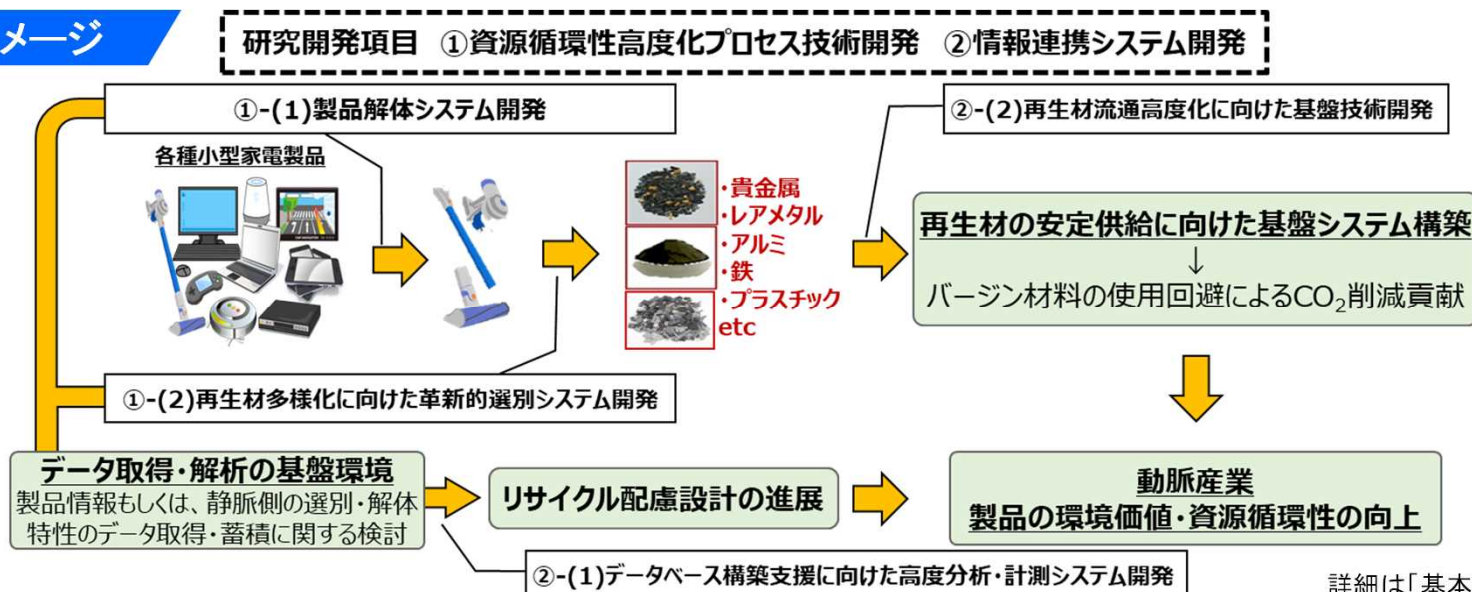 メージ
研究開発項目 ①資源循環性高度化プロセス技術開発 ②情報連携システム開発
①-(1)製品解体システム開発
②-(2)再生材流通高度化に向けた基盤技術開発
各種小型家電製品
・貴金属
・レアメタル
・アルミ
・鉄
・プラスチック
etc
再生材の安定供給に向けた基盤システム構築
↓
バージン材料の使用回避によるCO₂削減貢献
①-(2)再生材多様化に向けた革新的選別システム開発
データ取得・解析の基盤環境
製品情報もしくは、静脈側の選別・解体
特性のデータ取得・蓄積に関する検討
リサイクル配慮設計の進展
動脈産業
製品の環境価値・資源循環性の向上
②-(1)データベース構築支援に向けた高度分析・計測システム開発
詳細は「基本